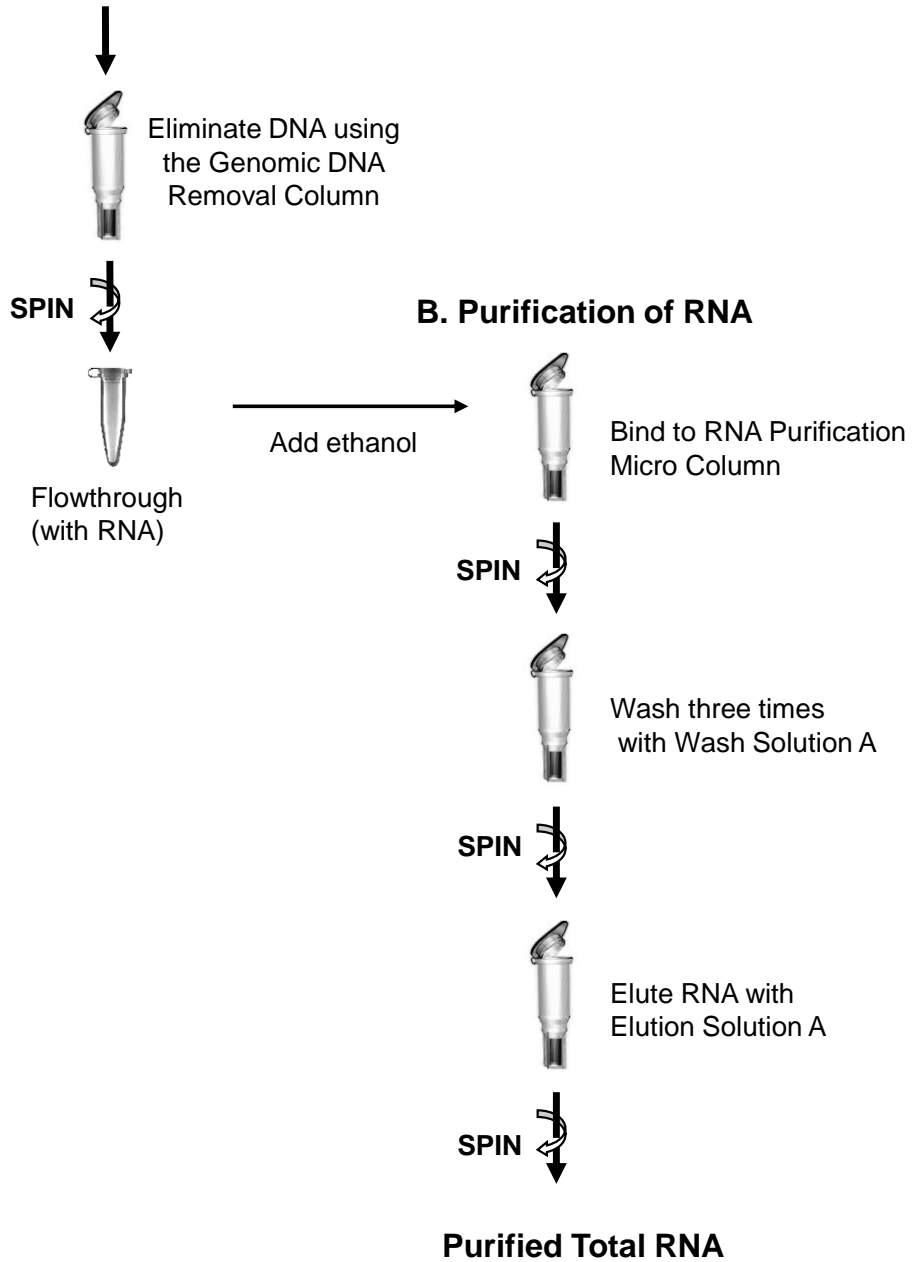 Eliminate DNA using
the Genomic DNA
Removal Column
SPIN
Flowthrough
(with RNA)
Add ethanol
B. Purification of RNA
Bind to RNA Purification
Micro Column
SPIN
Wash three times
with Wash Solution A
SPIN
Elute RNA with
Elution Solution A
SPIN
Purified Total RNA